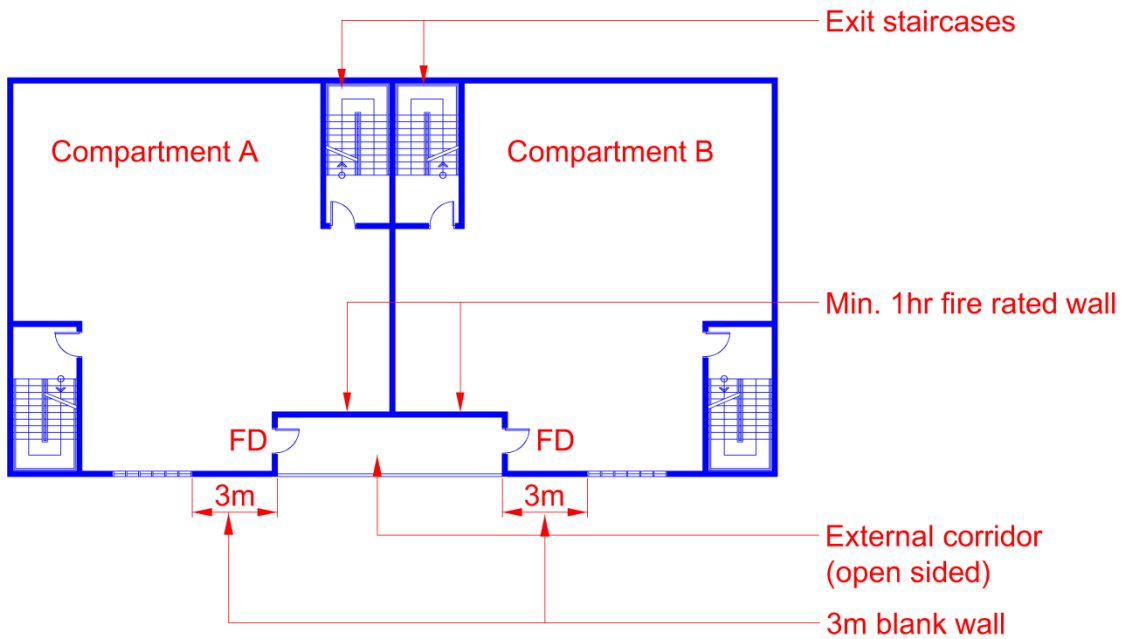 Exit staircases
Compartment A
Compartment B
Min. 1hr fire rated wall
FD
FD
3m
3m
External corridor
(open sided)
3m blank wall